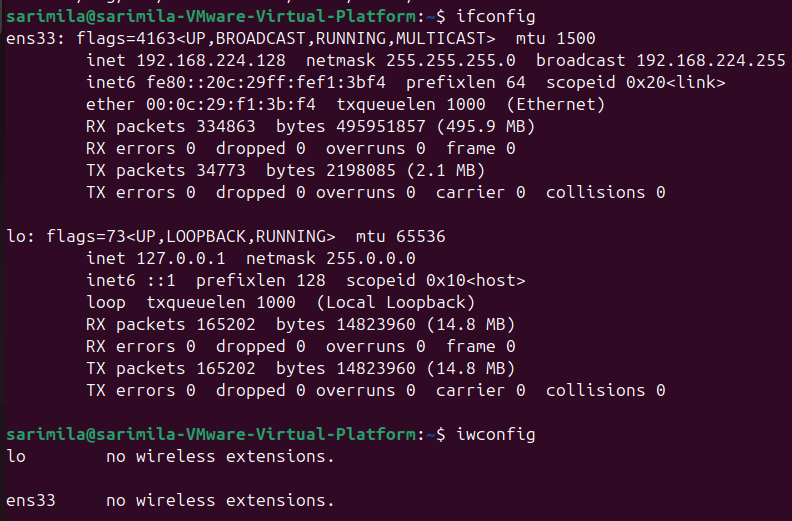 sarimila@sarimila-VMware-Virtual-Platform:~$ ifconfig
ens33: flags=4163<UP,BROADCAST,RUNNING,MULTICAST>  mtu 1500
        inet 192.168.224.128  netmask 255.255.255.0  broadcast 192.168.224.255
        inet6 fe80::20c:29ff:fef1:3bf4  prefixlen 64  scopeid 0x20<link>
        ether 00:0c:29:f1:3b:f4  txqueuelen 1000  (Ethernet)
        RX packets 334863  bytes 495951857 (495.9 MB)
        RX errors 0  dropped 0  overruns 0  frame 0
        TX packets 34773  bytes 2198085 (2.1 MB)
        TX errors 0  dropped 0 overruns 0  carrier 0  collisions 0

lo: flags=73<UP,LOOPBACK,RUNNING>  mtu 65536
        inet 127.0.0.1  netmask 255.0.0.0
        inet6 ::1  prefixlen 128  scopeid 0x10<host>
        loop  txqueuelen 1000  (Local Loopback)
        RX packets 165202  bytes 14823960 (14.8 MB)
        RX errors 0  dropped 0  overruns 0  frame 0
        TX packets 165202  bytes 14823960 (14.8 MB)
        TX errors 0  dropped 0 overruns 0  carrier 0  collisions 0

sarimila@sarimila-VMware-Virtual-Platform:~$ iwconfig
lo        no wireless extensions.

ens33     no wireless extensions.